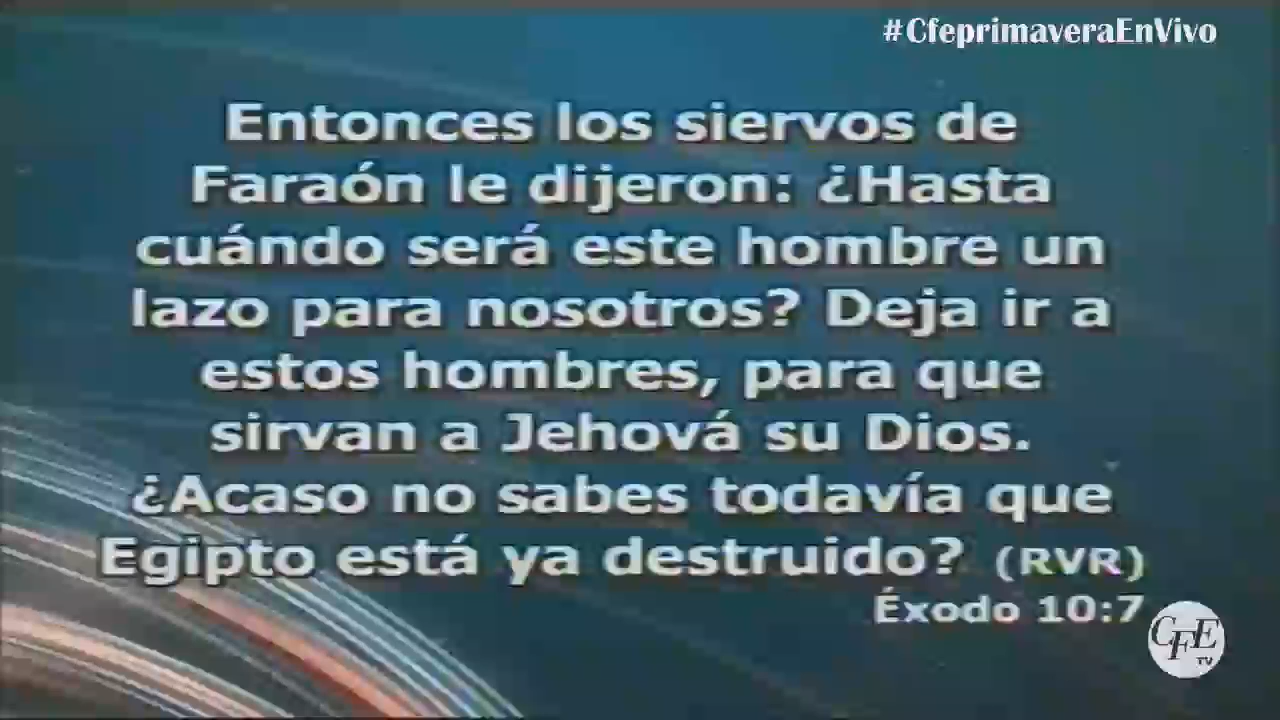 #CfeprimaveraEnVivo
Entonces los siervos de
Faraón le dijeron: ¿Hasta
cuándo será este hombre un
lazo para nosotros? Deja ir a
estos hombres, para que
sirvan a Jehová su Dios.
¿Acaso no sabes todavía que
Egipto está ya destruido? (RVR)
Éxodo 10:7
CFE
TV